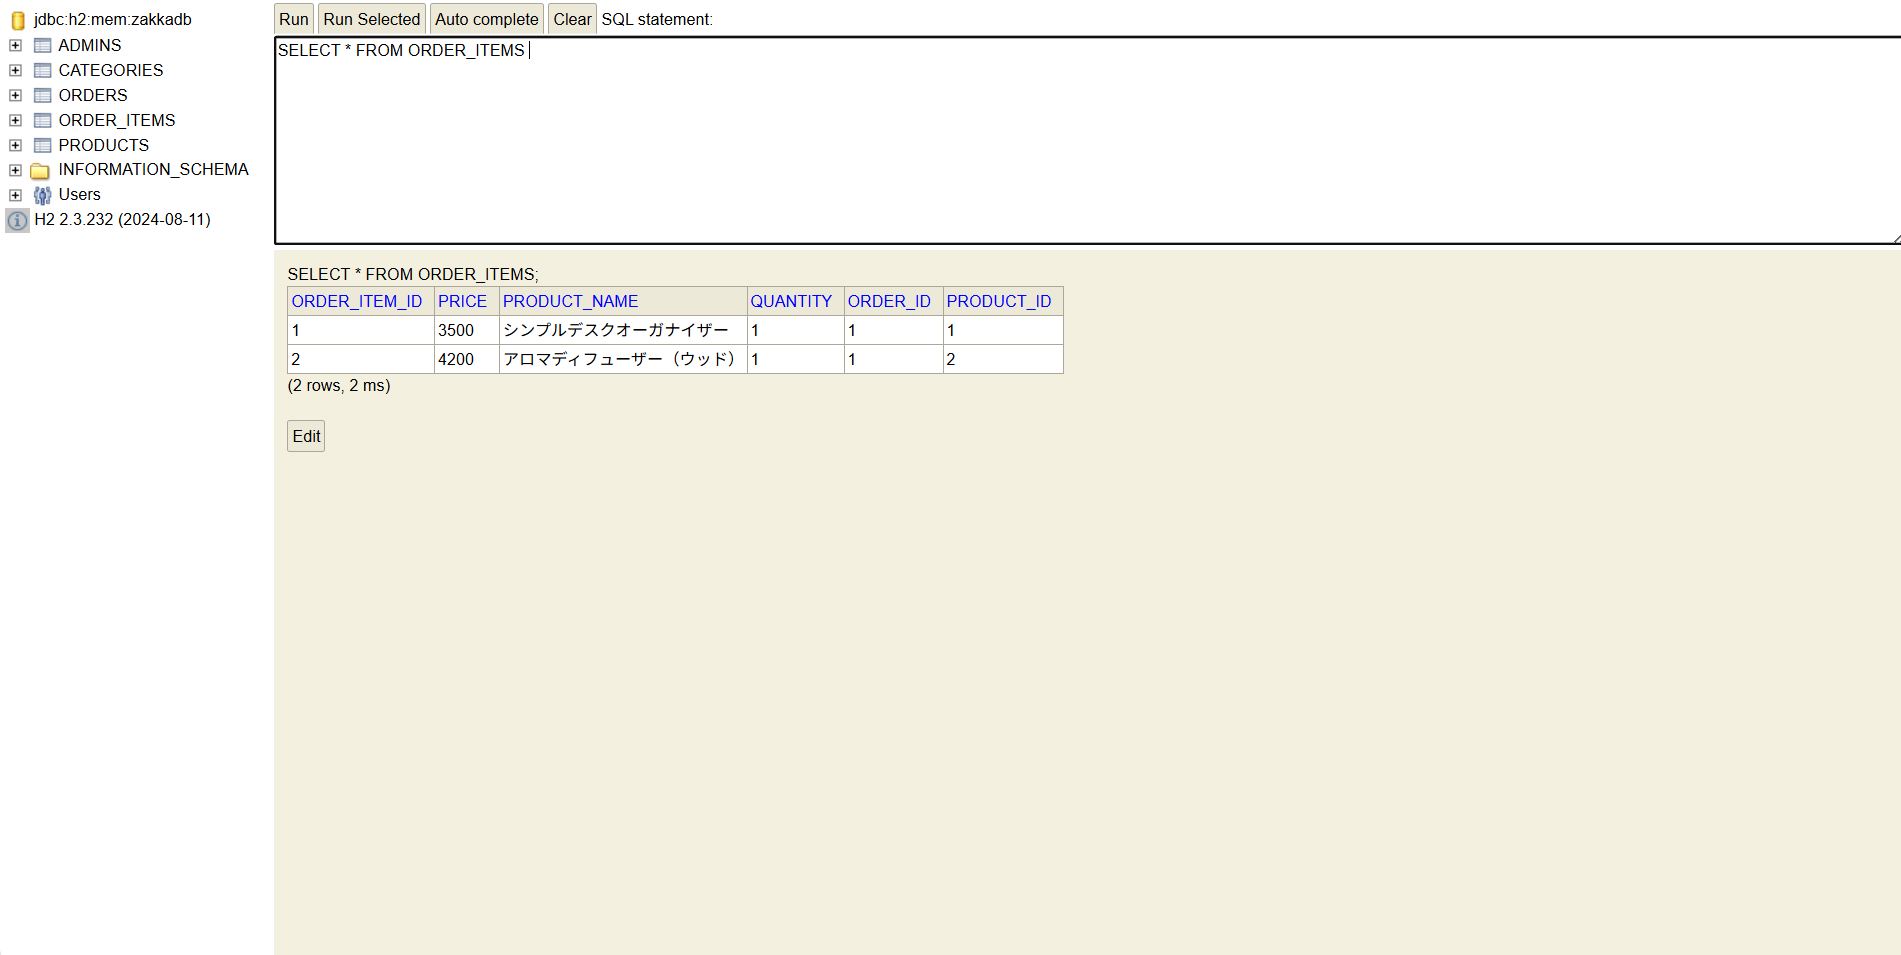 jdbc:h2:mem:zakkadb
ADMINS
CATEGORIES
ORDERS
ORDER_ITEMS
PRODUCTS
INFORMATION_SCHEMA
Users
H2 2.3.232 (2024-08-11)
Run Run Selected Auto complete Clear SQL statement:
SELECT * FROM ORDER_ITEMS
SELECT * FROM ORDER_ITEMS;
ORDER_ITEM_ID PRICE PRODUCT_NAME QUANTITY ORDER_ID PRODUCT_ID
1 3500 シンプルデスクオーガナイザー 1 1 1
2 4200 アロマディフューザー（ウッド） 1 1 2
(2 rows, 2 ms)
Edit